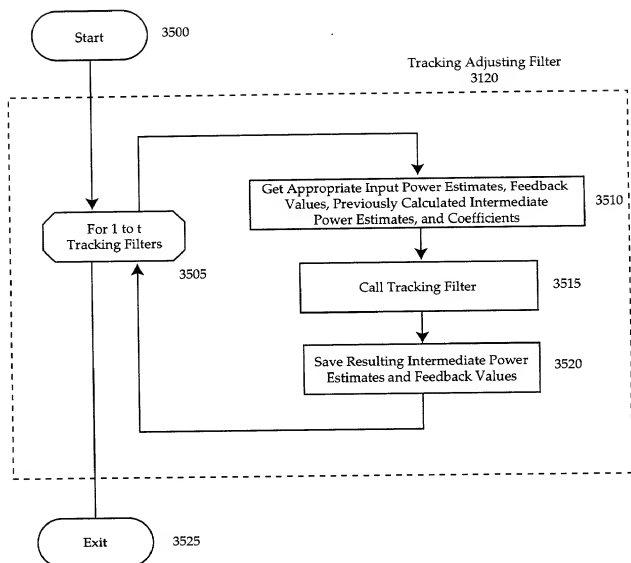 Start
3500
Tracking Adjusting Filter
3120
Get Appropriate Input Power Estimates, Feedback
Values, Previously Calculated Intermediate
Power Estimates, and Coefficients
3510
For 1 to t
Tracking Filters
3505
Call Tracking Filter
3515
Save Resulting Intermediate Power
Estimates and Feedback Values
3520
Exit
3525